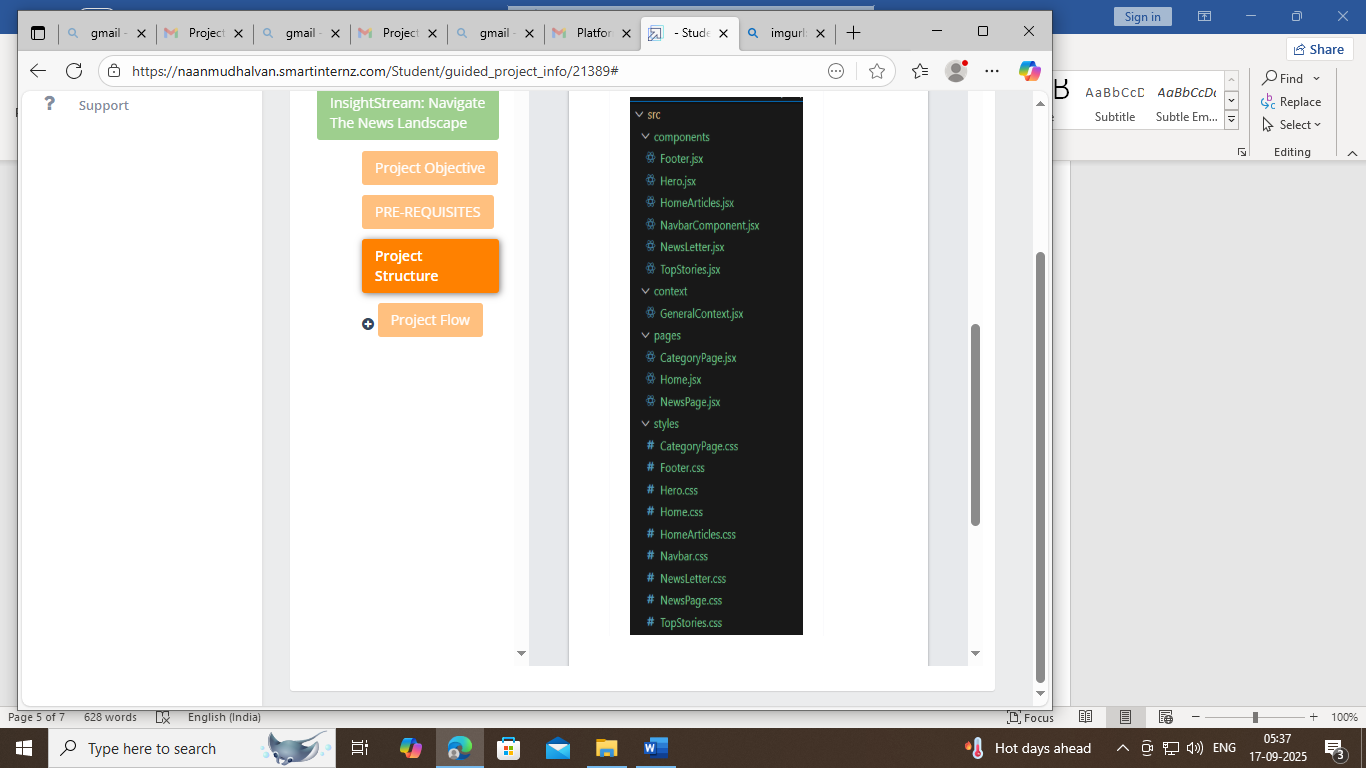 Sign in
gmail -
Project
gmail -
Project
gmail -
Platforn
- Stude
imgurl
https://naanmudhalvan.smartinternz.com/Student/guided_project_info/21389#
Share
AaBbCcD
AaBbCcDc
Subtitle
Subtle Em...
Find
Replace
Select
Editing
? Support
InsightStream: Navigate
The News Landscape
Project Objective
PRE-REQUISITES
Project
Structure
Project Flow
src
components
Footer.jsx
Hero.jsx
HomeArticles.jsx
NavbarComponent.jsx
NewsLetter.jsx
TopStories.jsx
context
GeneralContext.jsx
pages
CategoryPage.jsx
Home.jsx
NewsPage.jsx
styles
# CategoryPage.css
# Footer.css
# Hero.css
# Home.css
# HomeArticles.css
# Navbar.css
# NewsLetter.css
# NewsPage.css
# TopStories.css
Page 5 of 7 628 words English (India)
Focus
100%
Type here to search
Hot days ahead
ENG
05:37
17-09-2025
3